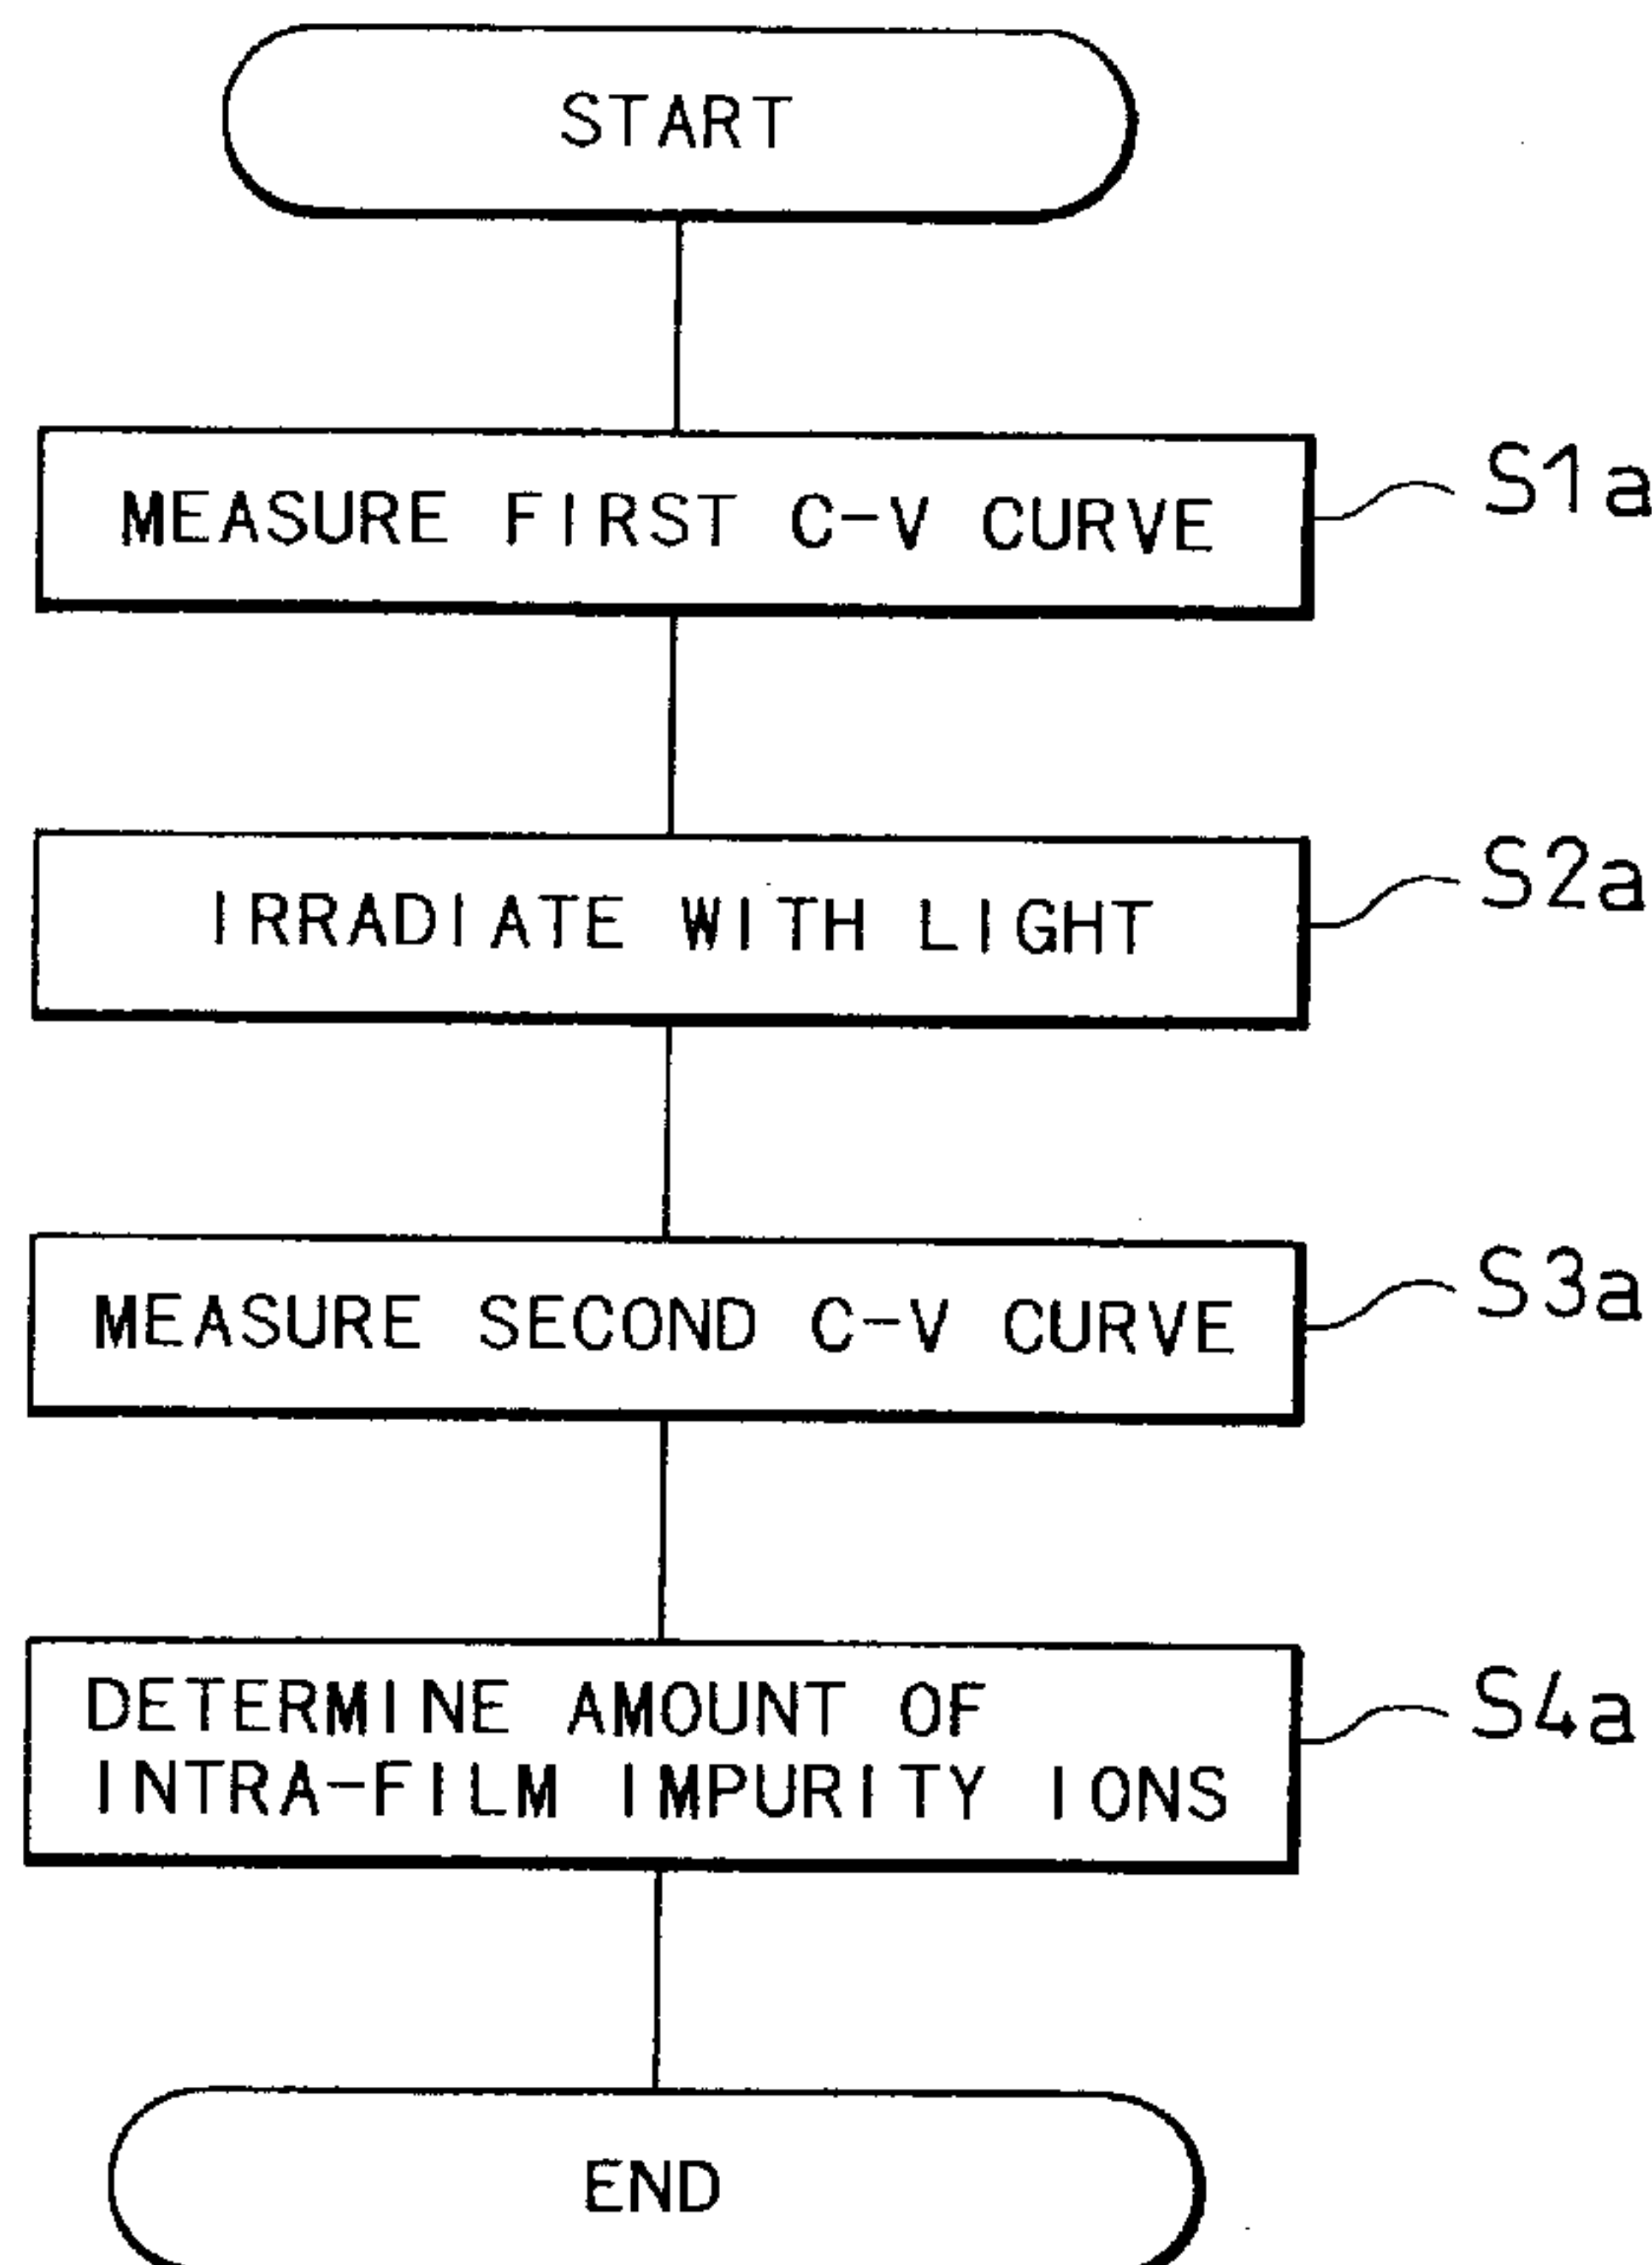 START
MEASURE FIRST C-V CURVE
S1a
IRRADIATE WITH LIGHT
S2a
MEASURE SECOND C-V CURVE
S3a
DETERMINE AMOUNT OF
INTRA-FILM IMPURITY IONS
S4a
END